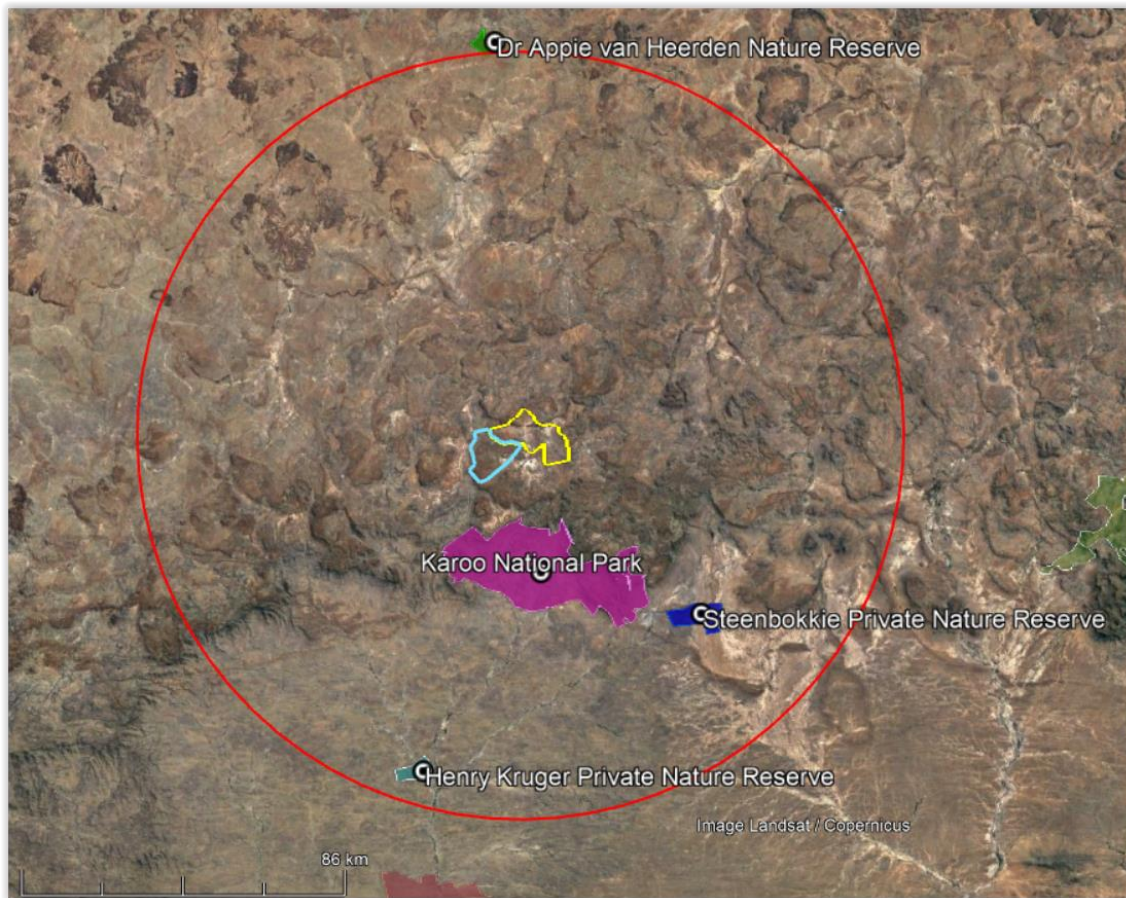 Dr Appie van Heerden Nature Reserve
Karoo National Park
Steenbokkie Private Nature Reserve
Henry Kruger Private Nature Reserve
Image Landsat / Copernicus
86 km